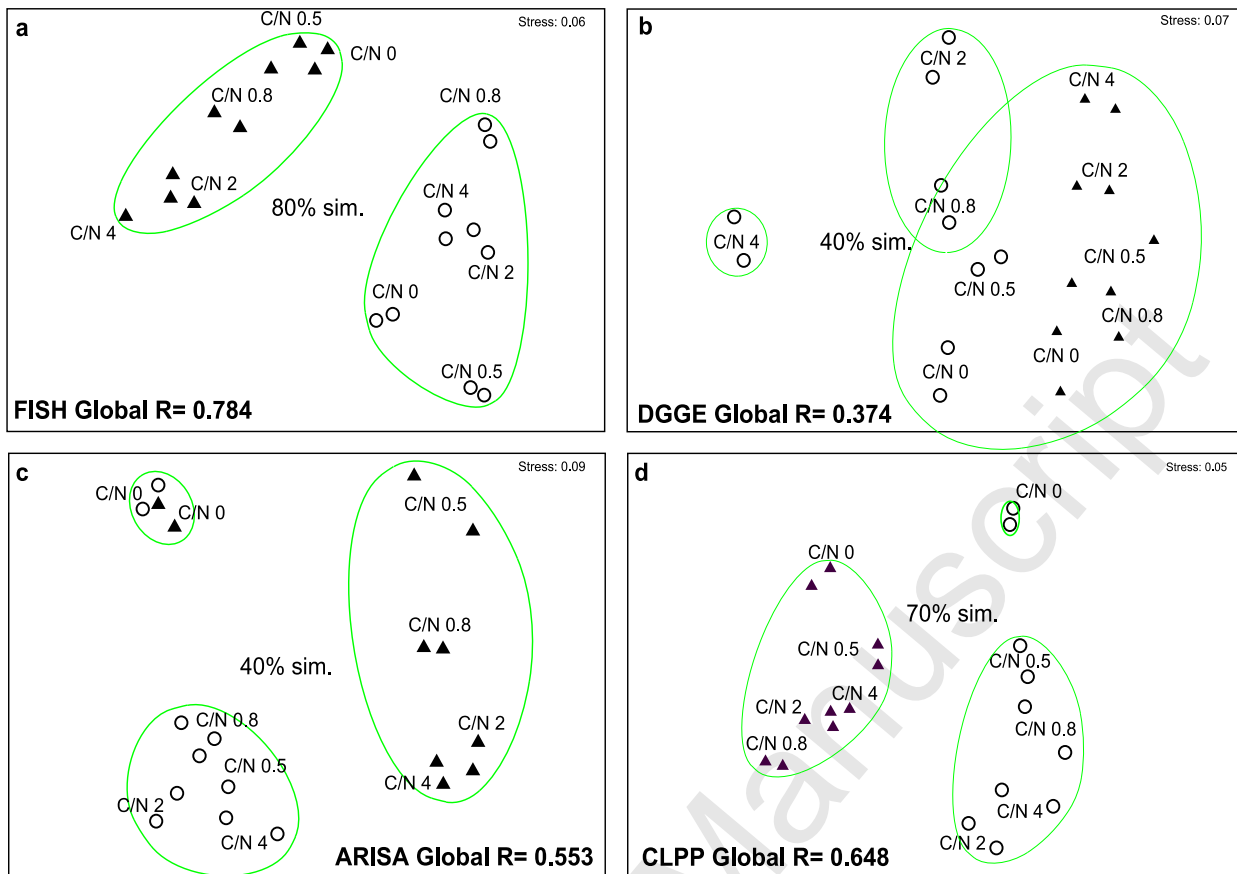 a
Stress: 0.06
C/N 0.5
C/N 0
C/N 0.8
C/N 0.8
C/N 4
C/N 2
80% sim.
C/N 4
C/N 2
C/N 0
C/N 0.5
FISH Global R= 0.784
b
Stress: 0.07
C/N 2
C/N 4
C/N 2
C/N 0.8
C/N 4
40% sim.
C/N 0.5
C/N 0.5
C/N 0.8
C/N 0
C/N 0
DGGE Global R= 0.374
c
Stress: 0.09
C/N 0
C/N 0
C/N 0.5
C/N 0.8
40% sim.
C/N 0.8
C/N 2
C/N 0.5
C/N 4
C/N 2
C/N 4
ARISA Global R= 0.553
d
Stress: 0.05
C/N 0
C/N 0
70% sim.
C/N 0.5
C/N 0.5
C/N 4
C/N 2
C/N 0.8
C/N 0.8
C/N 4
C/N 2
CLPP Global R= 0.648
Manuscript